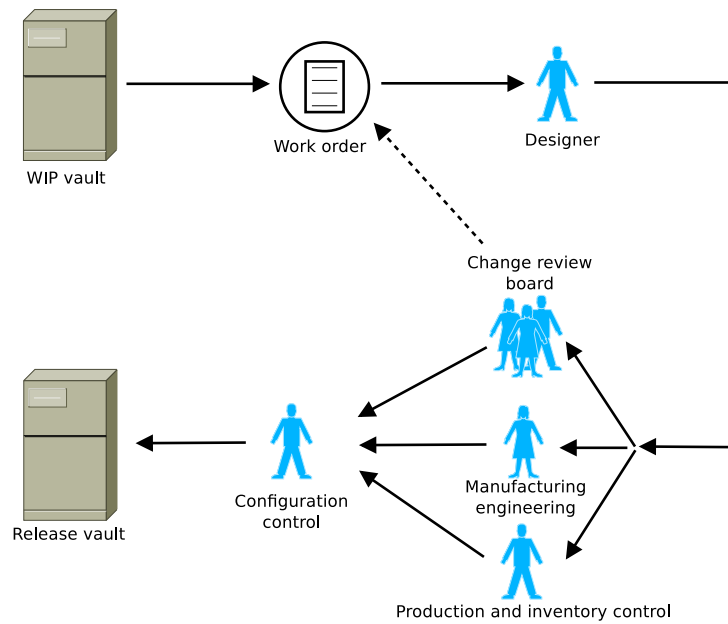 WIP vault
Work order
Designer
Change review
board
Release vault
Configuration
control
Manufacturing
engineering
Production and inventory control